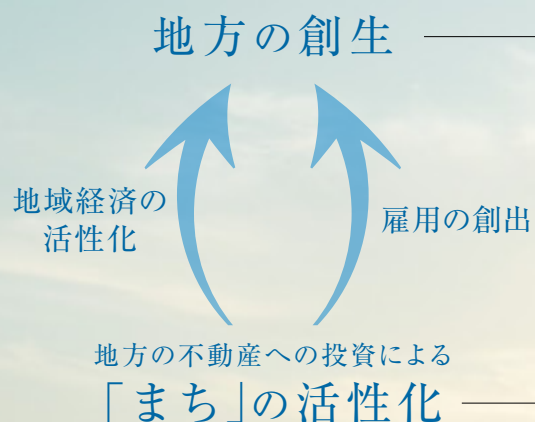 地方の創生
地域経済の
活性化
雇用の創出
地方の不動産への投資による
「まち」の活性化